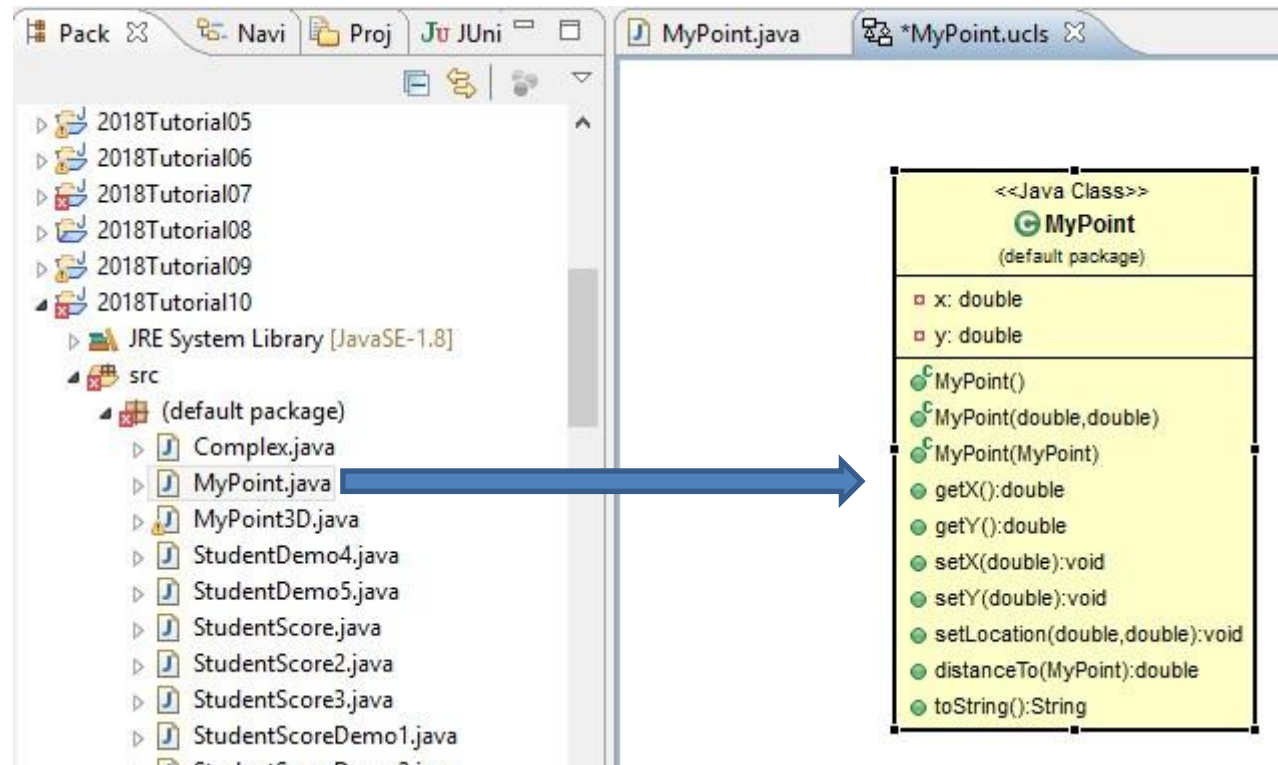 Pack Navi Proj Ju JUni
2018Tutorial05
2018Tutorial06
2018Tutorial07
2018Tutorial08
2018Tutorial09
2018Tutorial10
JRE System Library [JavaSE-1.8]
src
(default package)
Complex.java
MyPoint.java
MyPoint3D.java
StudentDemo4.java
StudentDemo5.java
StudentScore.java
StudentScore2.java
StudentScore3.java
StudentScoreDemo1.java
MyPoint.java *MyPoint.ucls
<<Java Class>>
MyPoint
(default package)
x: double
y: double
MyPoint()
MyPoint(double,double)
MyPoint(MyPoint)
getX():double
getY():double
setX(double):void
setY(double):void
setLocation(double,double):void
distanceTo(MyPoint):double
toString():String